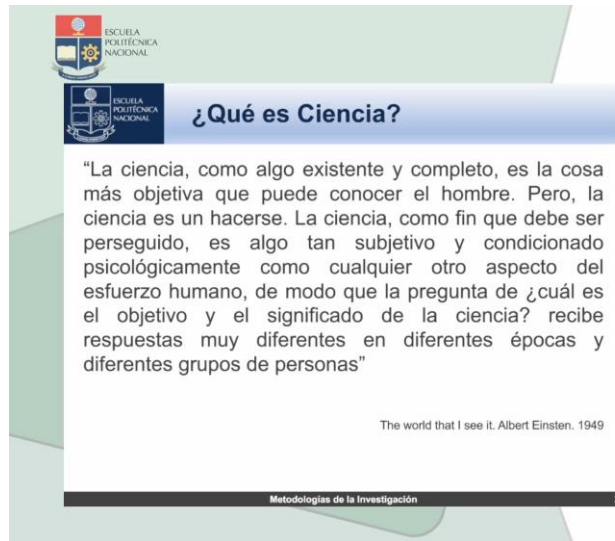 ESCUELA
POLITÉCNICA
NACIONAL
ESCUELA
POLITÉCNICA
NACIONAL
¿Qué es Ciencia?
“La ciencia, como algo existente y completo, es la cosa
más objetiva que puede conocer el hombre. Pero, la
ciencia es un hacerse. La ciencia, como fin que debe ser
perseguido, es algo tan subjetivo y condicionado
psicológicamente como cualquier otro aspecto del
esfuerzo humano, de modo que la pregunta de ¿cuál es
el objetivo y el significado de la ciencia? recibe
respuestas muy diferentes en diferentes épocas y
diferentes grupos de personas”
The world that I see it. Albert Einsten. 1949
Metodologías de la Investigación